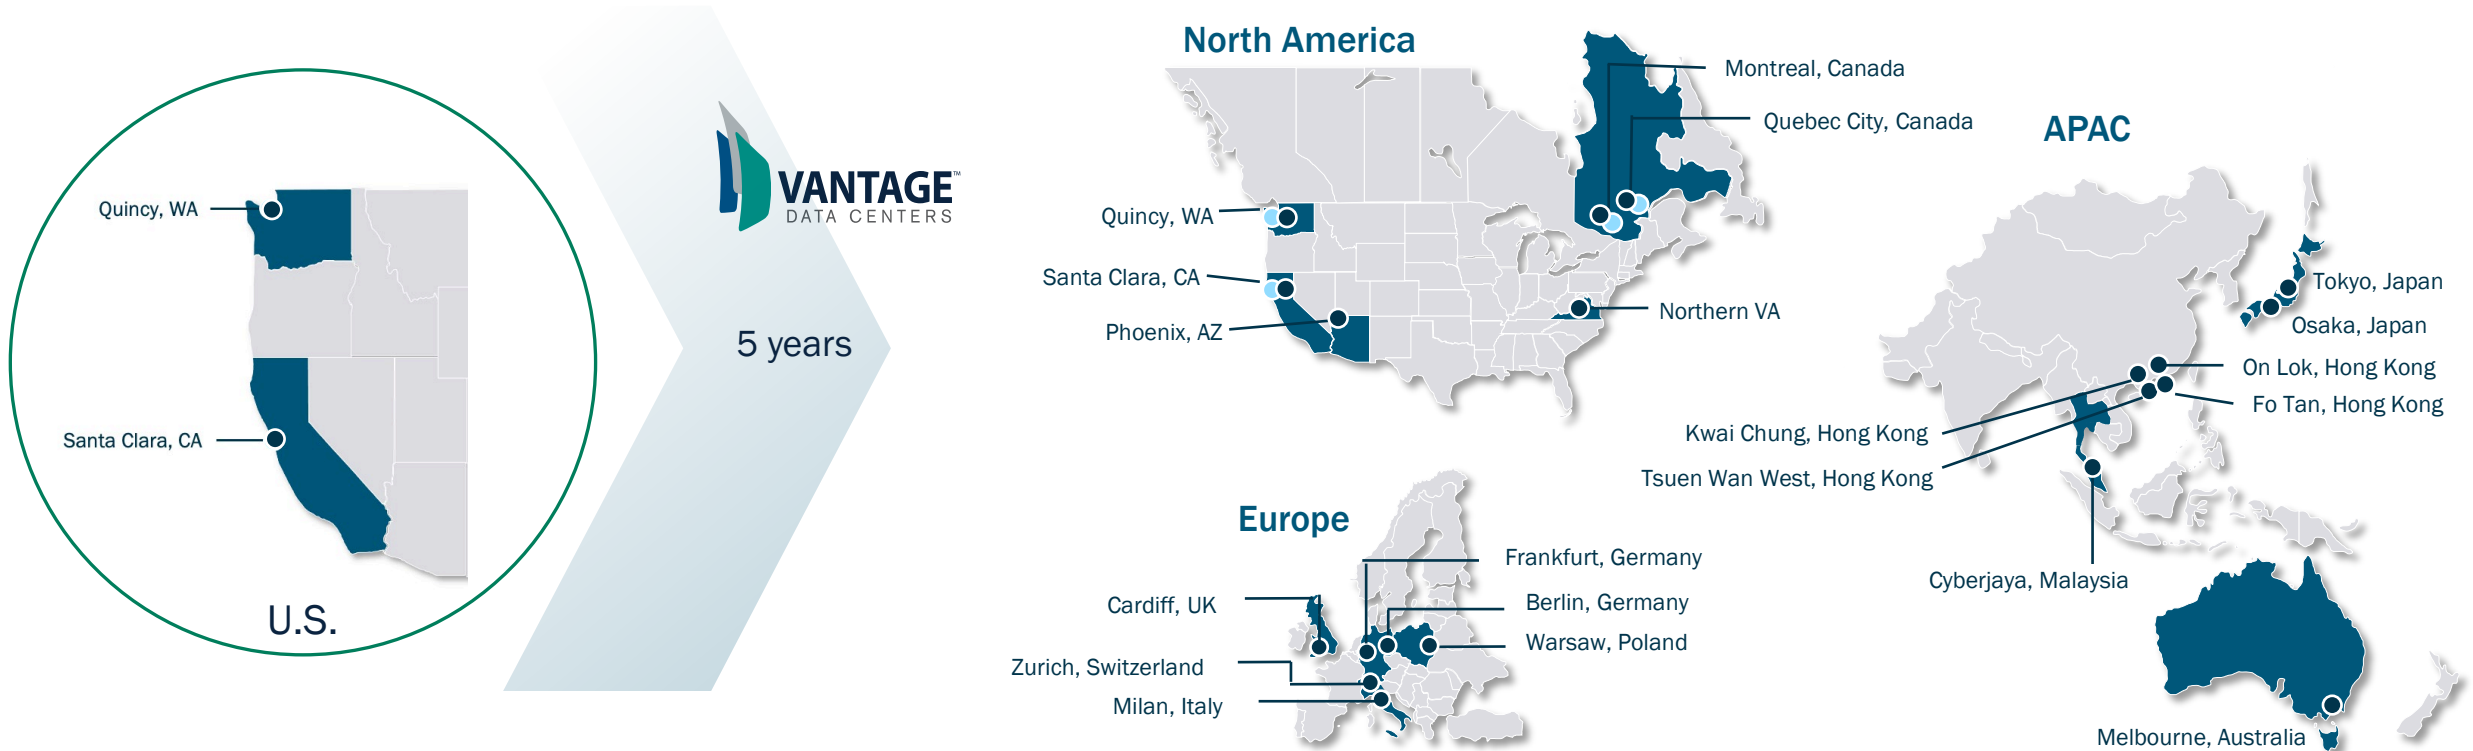 Quincy, WA
Santa Clara, CA
U.S.
VANTAGE™
DATA CENTERS
5 years
North America
Montreal, Canada
Quebec City, Canada
Quincy, WA
Santa Clara, CA
Phoenix, AZ
Northern VA
Europe
Frankfurt, Germany
Cardiff, UK
Berlin, Germany
Warsaw, Poland
Zurich, Switzerland
Milan, Italy
APAC
Tokyo, Japan
Osaka, Japan
On Lok, Hong Kong
Fo Tan, Hong Kong
Kwai Chung, Hong Kong
Tsuen Wan West, Hong Kong
Cyberjaya, Malaysia
Melbourne, Australia